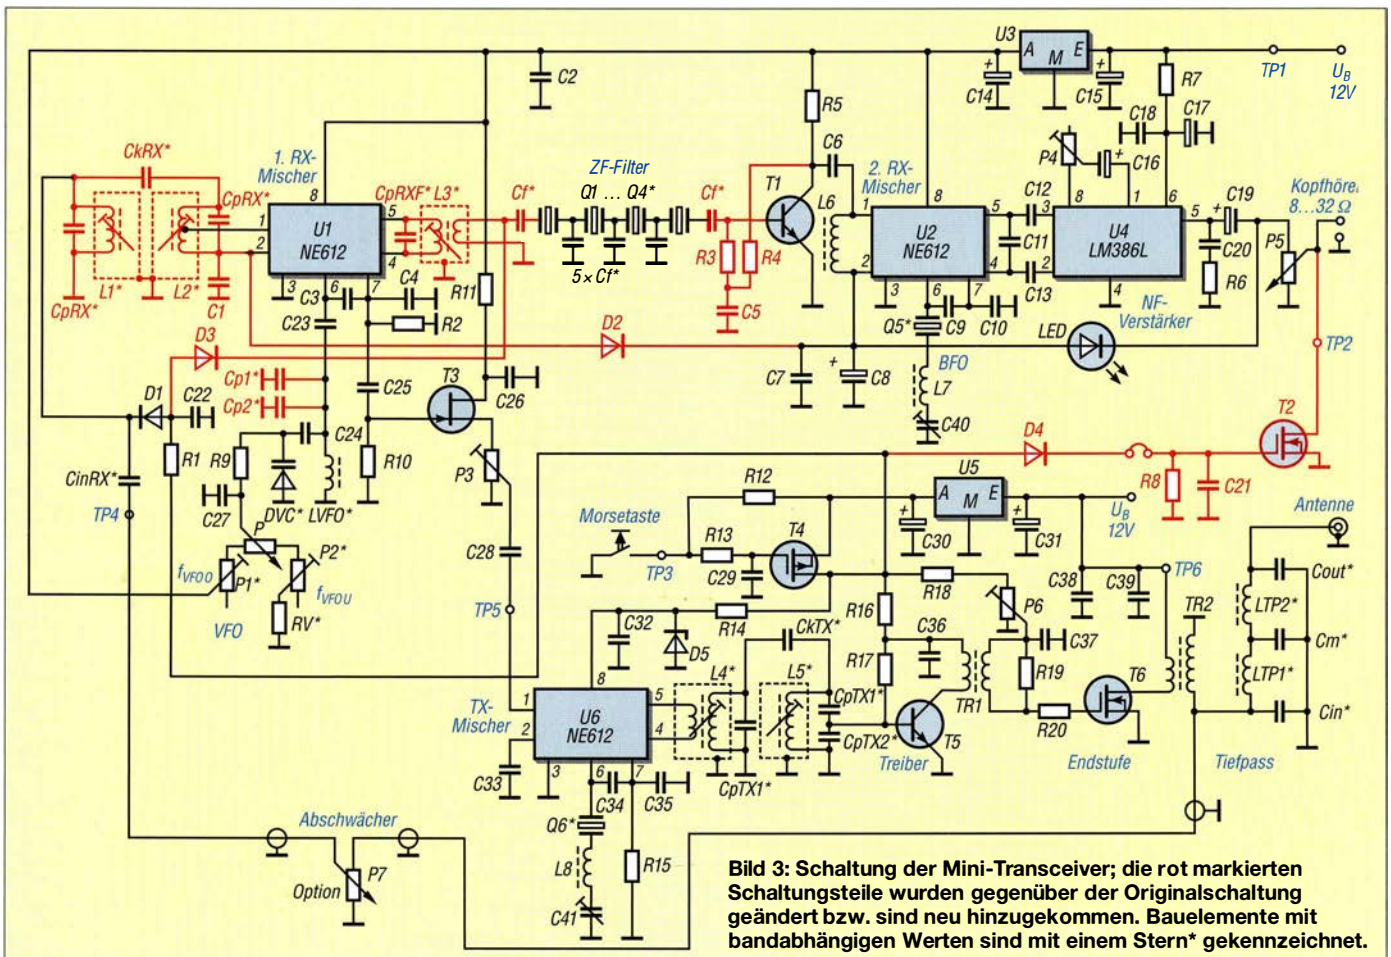 U3
A
M
E
C2
C14
C15
R7
TP1
UB
12V
CkRX*
1. RX-
Mischer
CpRX*
CpRX*
L1*
L2*
C1
8
1
2
U1
NE612
5
4
3
6
7
CpRXF*
L3*
Cf*
ZF-Filter
Q1 ... Q4*
5×Cf*
Cf*
R5
C6
T1
R3
R4
C5
L6
2. RX-
Mischer
8
1
2
U2
NE612
5
4
3
6
7
C12
C11
C13
P4
C16
C18
C17
8
1
6
3
2
U4
LM386L
5
4
NF-
Verstärker
C19
C20
R6
P5
Kopfhörer
8...32 Ω
C3
C4
C23
R2
R11
D3
D2
Cp1*
Cp2*
C25
T3
C26
D1
C22
R1
R9
C24
R10
P3
CinRX*
TP4
C27
DVC*
LVFO*
P
P2*
P1*
fVFOO
fVFOU
RV*
VFO
C28
TP5
C7
+
C8
Q5*
C9
C10
BFO
L7
C40
LED
TP2
T2
D4
R8
C21
R12
Morsetaste
TP3
R13
C29
T4
A
U5
M
E
C30
C31
UB
12V
Antenne
C32
D5
R14
R16
R18
P6
C38
C39
TP6
TR2
Cout*
LTP2*
Cm*
LTP1*
Cin*
CkTX*
L4*
L5*
CpTX1*
CpTX2*
CpTX1*
R17
C36
TR1
C37
R19
R20
T6
T5
Treiber
Endstufe
Tiefpass
TX-
Mischer
8
1
2
U6
NE612
5
4
3
6
7
C33
C34
C35
Q6*
L8
C41
R15
Abschwächer
P7
Option
Bild 3: Schaltung der Mini-Transceiver; die rot markierten
Schaltungsteile wurden gegenüber der Originalschaltung
geändert bzw. sind neu hinzugekommen. Bauelemente mit
bandabhängigen Werten sind mit einem Stern* gekennzeichnet.